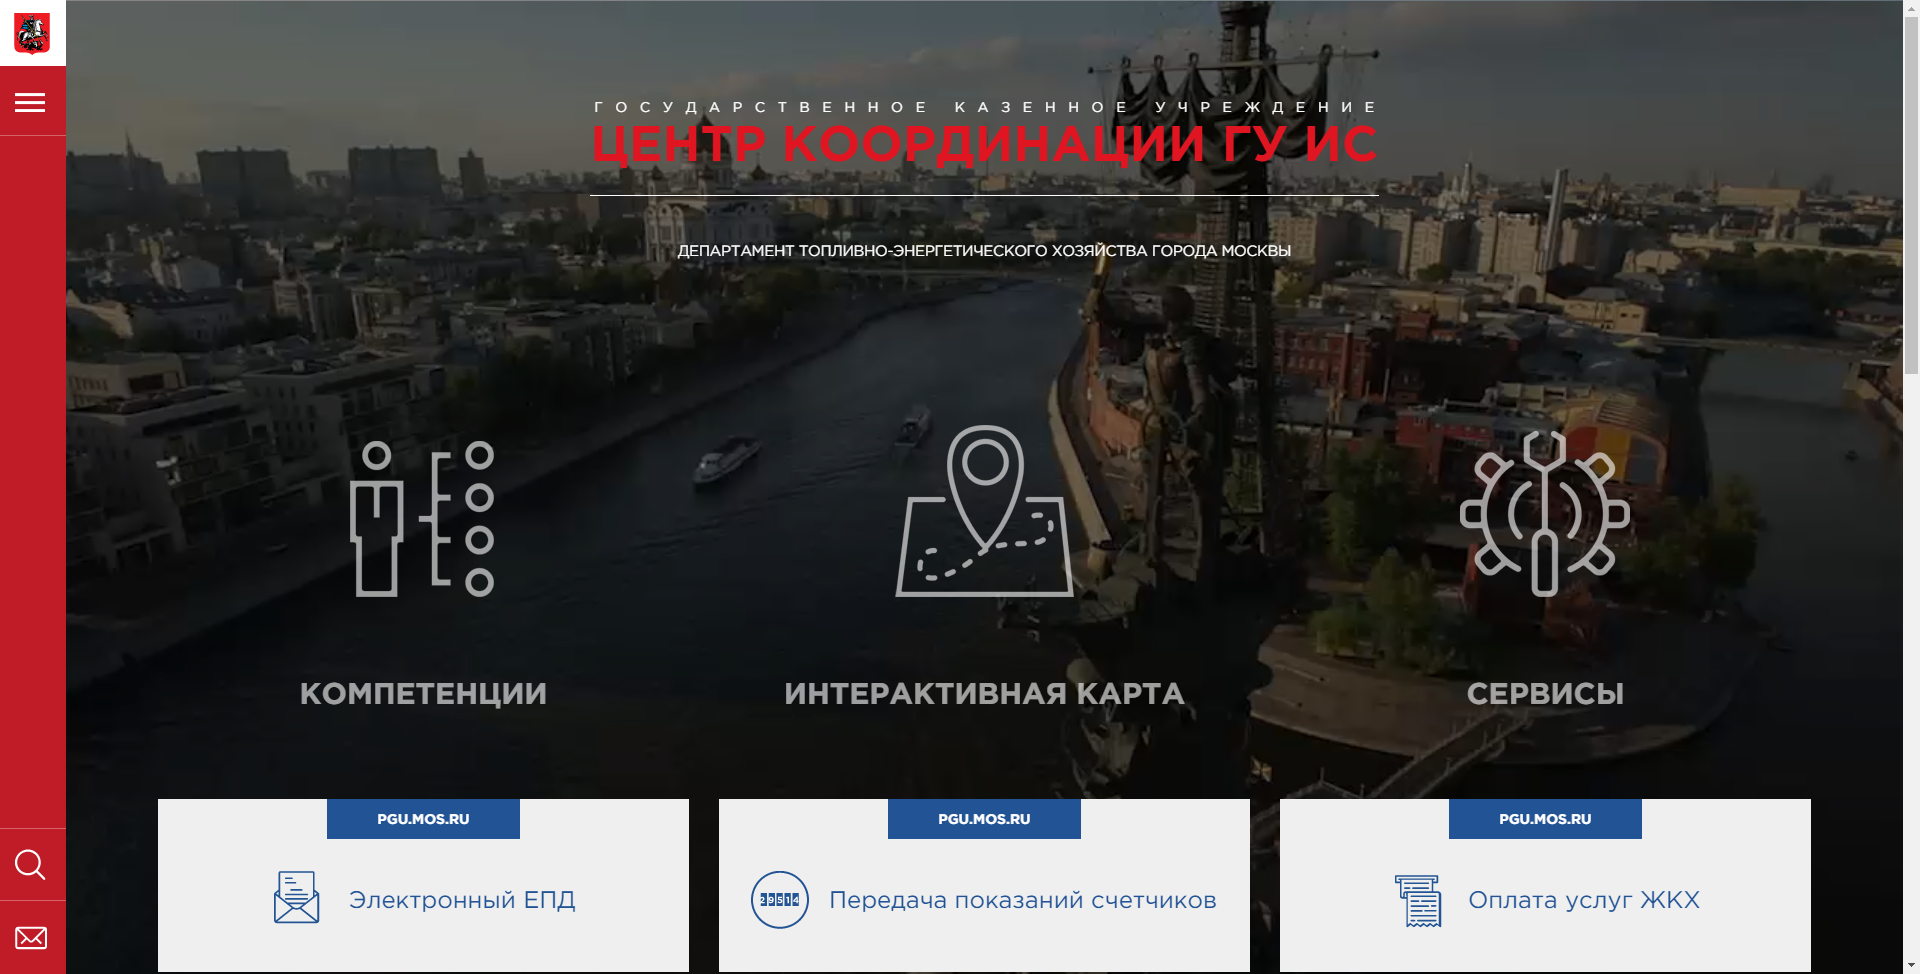 ГОСУДАРСТВЕННОЕ КАЗЕННОЕ УЧРЕЖДЕНИЕ
ЦЕНТР КООРДИНАЦИИ ГУ ИС
ДЕПАРТАМЕНТ ТОПЛИВНО-ЭНЕРГЕТИЧЕСКОГО ХОЗЯЙСТВА ГОРОДА МОСКВЫ
КОМПЕТЕНЦИИ
ИНТЕРАКТИВНАЯ КАРТА
СЕРВИСЫ
PGU.MOS.RU
Электронный ЕПД
PGU.MOS.RU
29514
Передача показаний счетчиков
PGU.MOS.RU
Оплата услуг ЖКХ